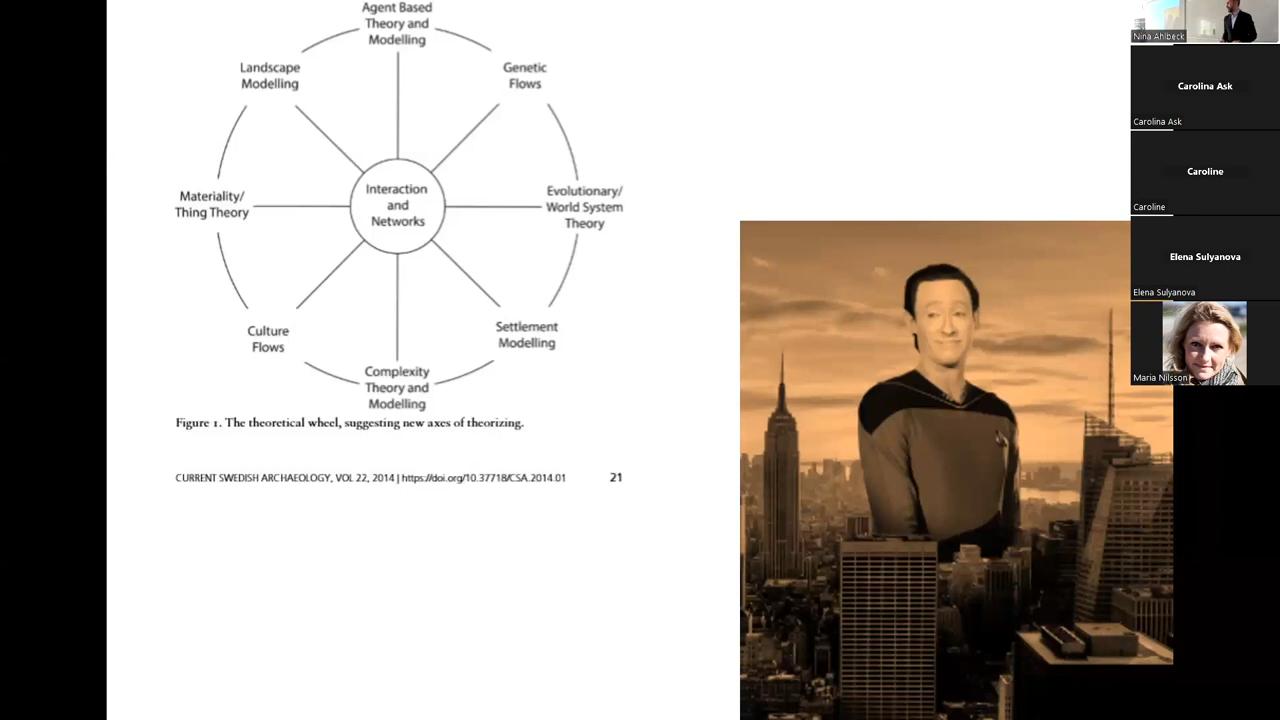 Agent Based
Theory and
Modelling
Landscape
Modelling
Genetic
Flows
Materiality/
Thing Theory
Interaction
and
Networks
Evolutionary/
World System
Theory
Culture
Flows
Settlement
Modelling
Complexity
Theory and
Modelling
Figure 1. The theoretical wheel, suggesting new axes of theorizing.
CURRENT SWEDISH ARCHAEOLOGY, VOL 22, 2014 | https://doi.org/10.37718/CSA.2014.01 21
Nina Ahlbeck
Carolina Ask
Carolina Ask
Caroline
Caroline
Elena Sulyanova
Elena Sulyanova
Maria Nilsson